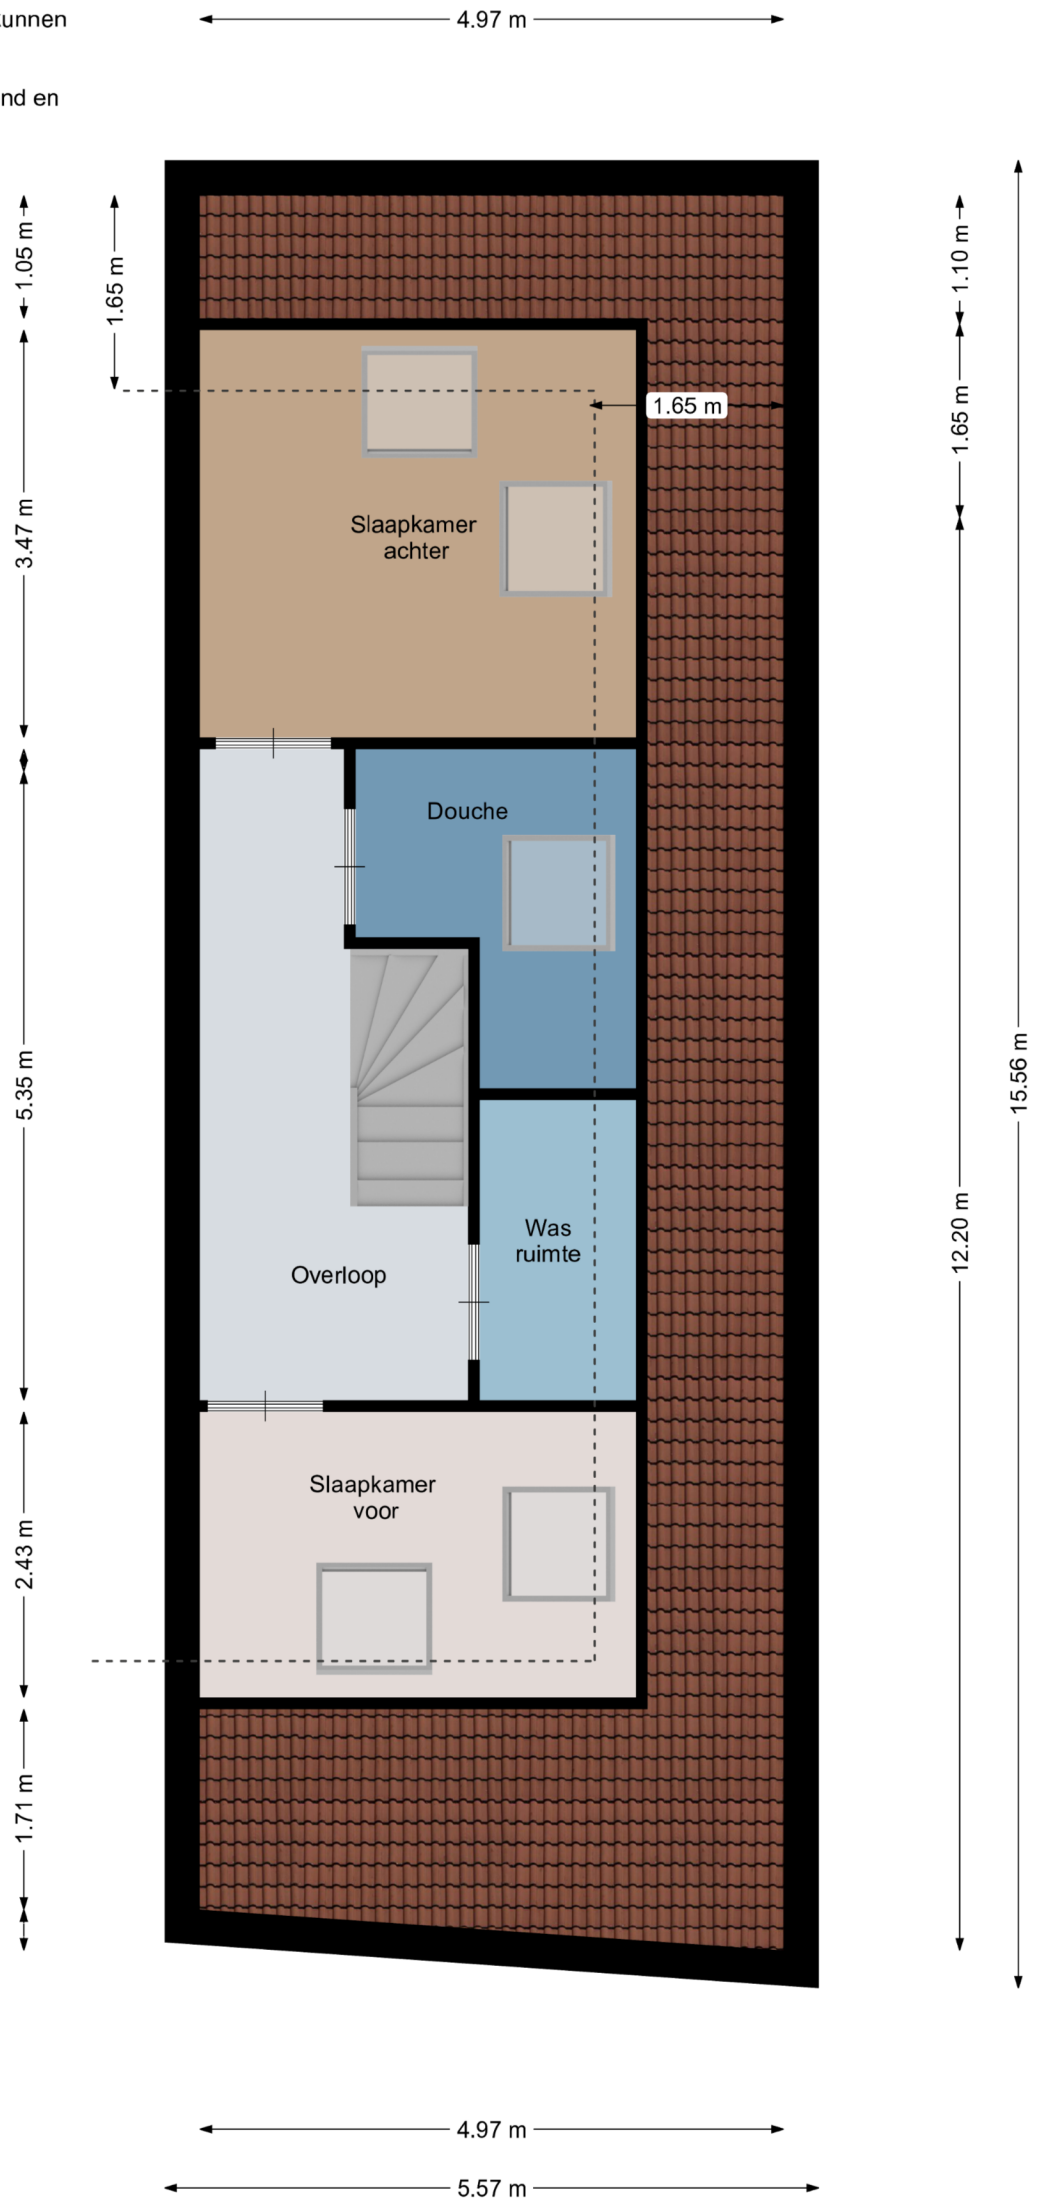 unnen
4.97 m
nd en
1.05 m
1.65 m
1.10 m
1.65 m
1.65 m
3.47 m
Slaapkamer
achter
Douche
5.35 m
15.56 m
12.20 m
Was
ruimte
Overloop
Slaapkamer
voor
2.43 m
1.71 m
4.97 m
5.57 m